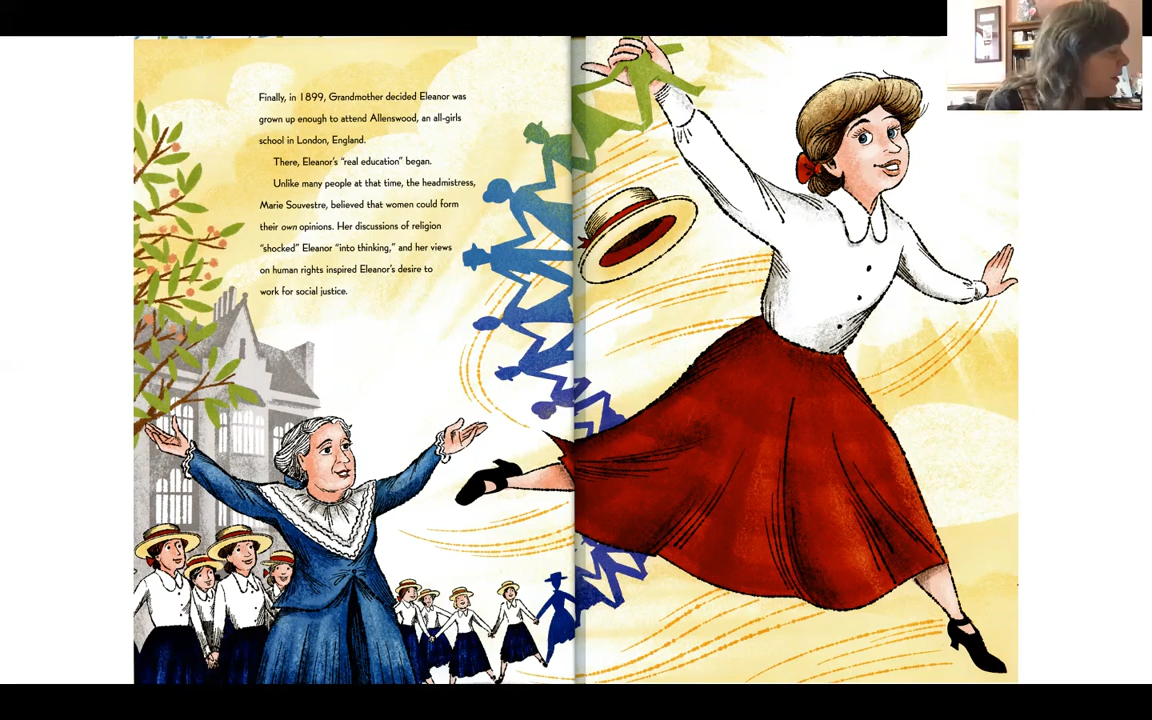 Finally, in 1899, Grandmother decided Eleanor was
grown up enough to attend Allenswood, an all-girls
school in London, England.
There, Eleanor's "real education" began.
Unlike many people at that time, the headmistress,
Marie Souvestre, believed that women could form
their own opinions. Her discussions of religion
"shocked" Eleanor "into thinking," and her views
on human rights inspired Eleanor's desire to
work for social justice.